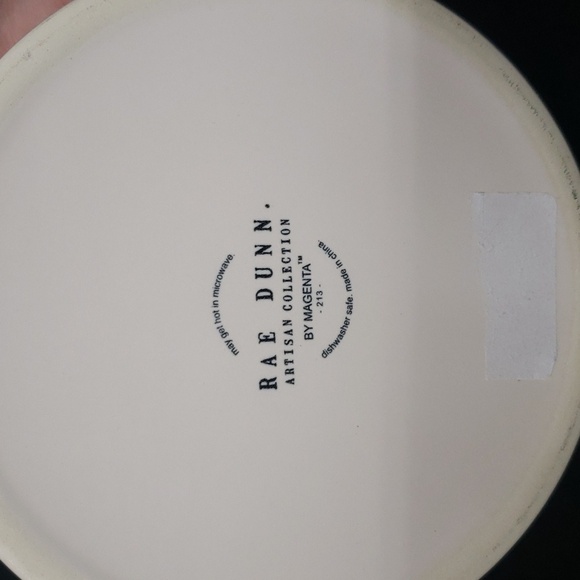 may get hot in microwave.
RAE DUNN.
ARTISAN COLLECTION
BY MAGENTA™
- 213 -
dishwasher safe. made in china.